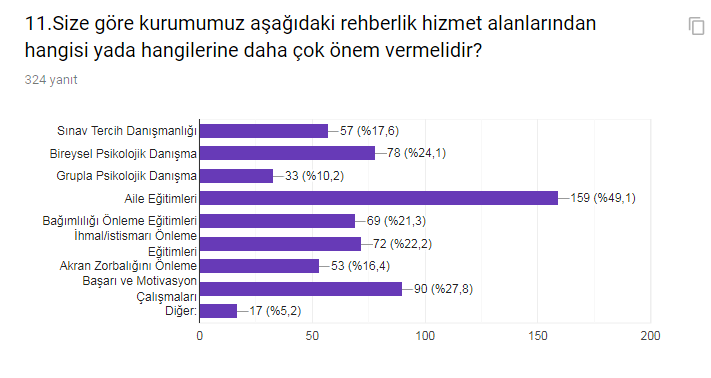 11.Size göre kurumumuz aşağıdaki rehberlik hizmet alanlarından
hangisi yada hangilerine daha çok önem vermelidir?
324 yanıt
Sınav Tercih Danışmanlığı 57 (%17,6)
Bireysel Psikolojik Danışma 78 (%24,1)
Grupla Psikolojik Danışma 33 (%10,2)
Aile Eğitimleri 159 (%49,1)
Bağımlılığı Önleme Eğitimleri 69 (%21,3)
İhmal/istismarı Önleme
Eğitimleri 72 (%22,2)
Akran Zorbalığını Önleme 53 (%16,4)
Başarı ve Motivasyon
Çalışmaları 90 (%27,8)
Diğer: 17 (%5,2)
0 50 100 150 200